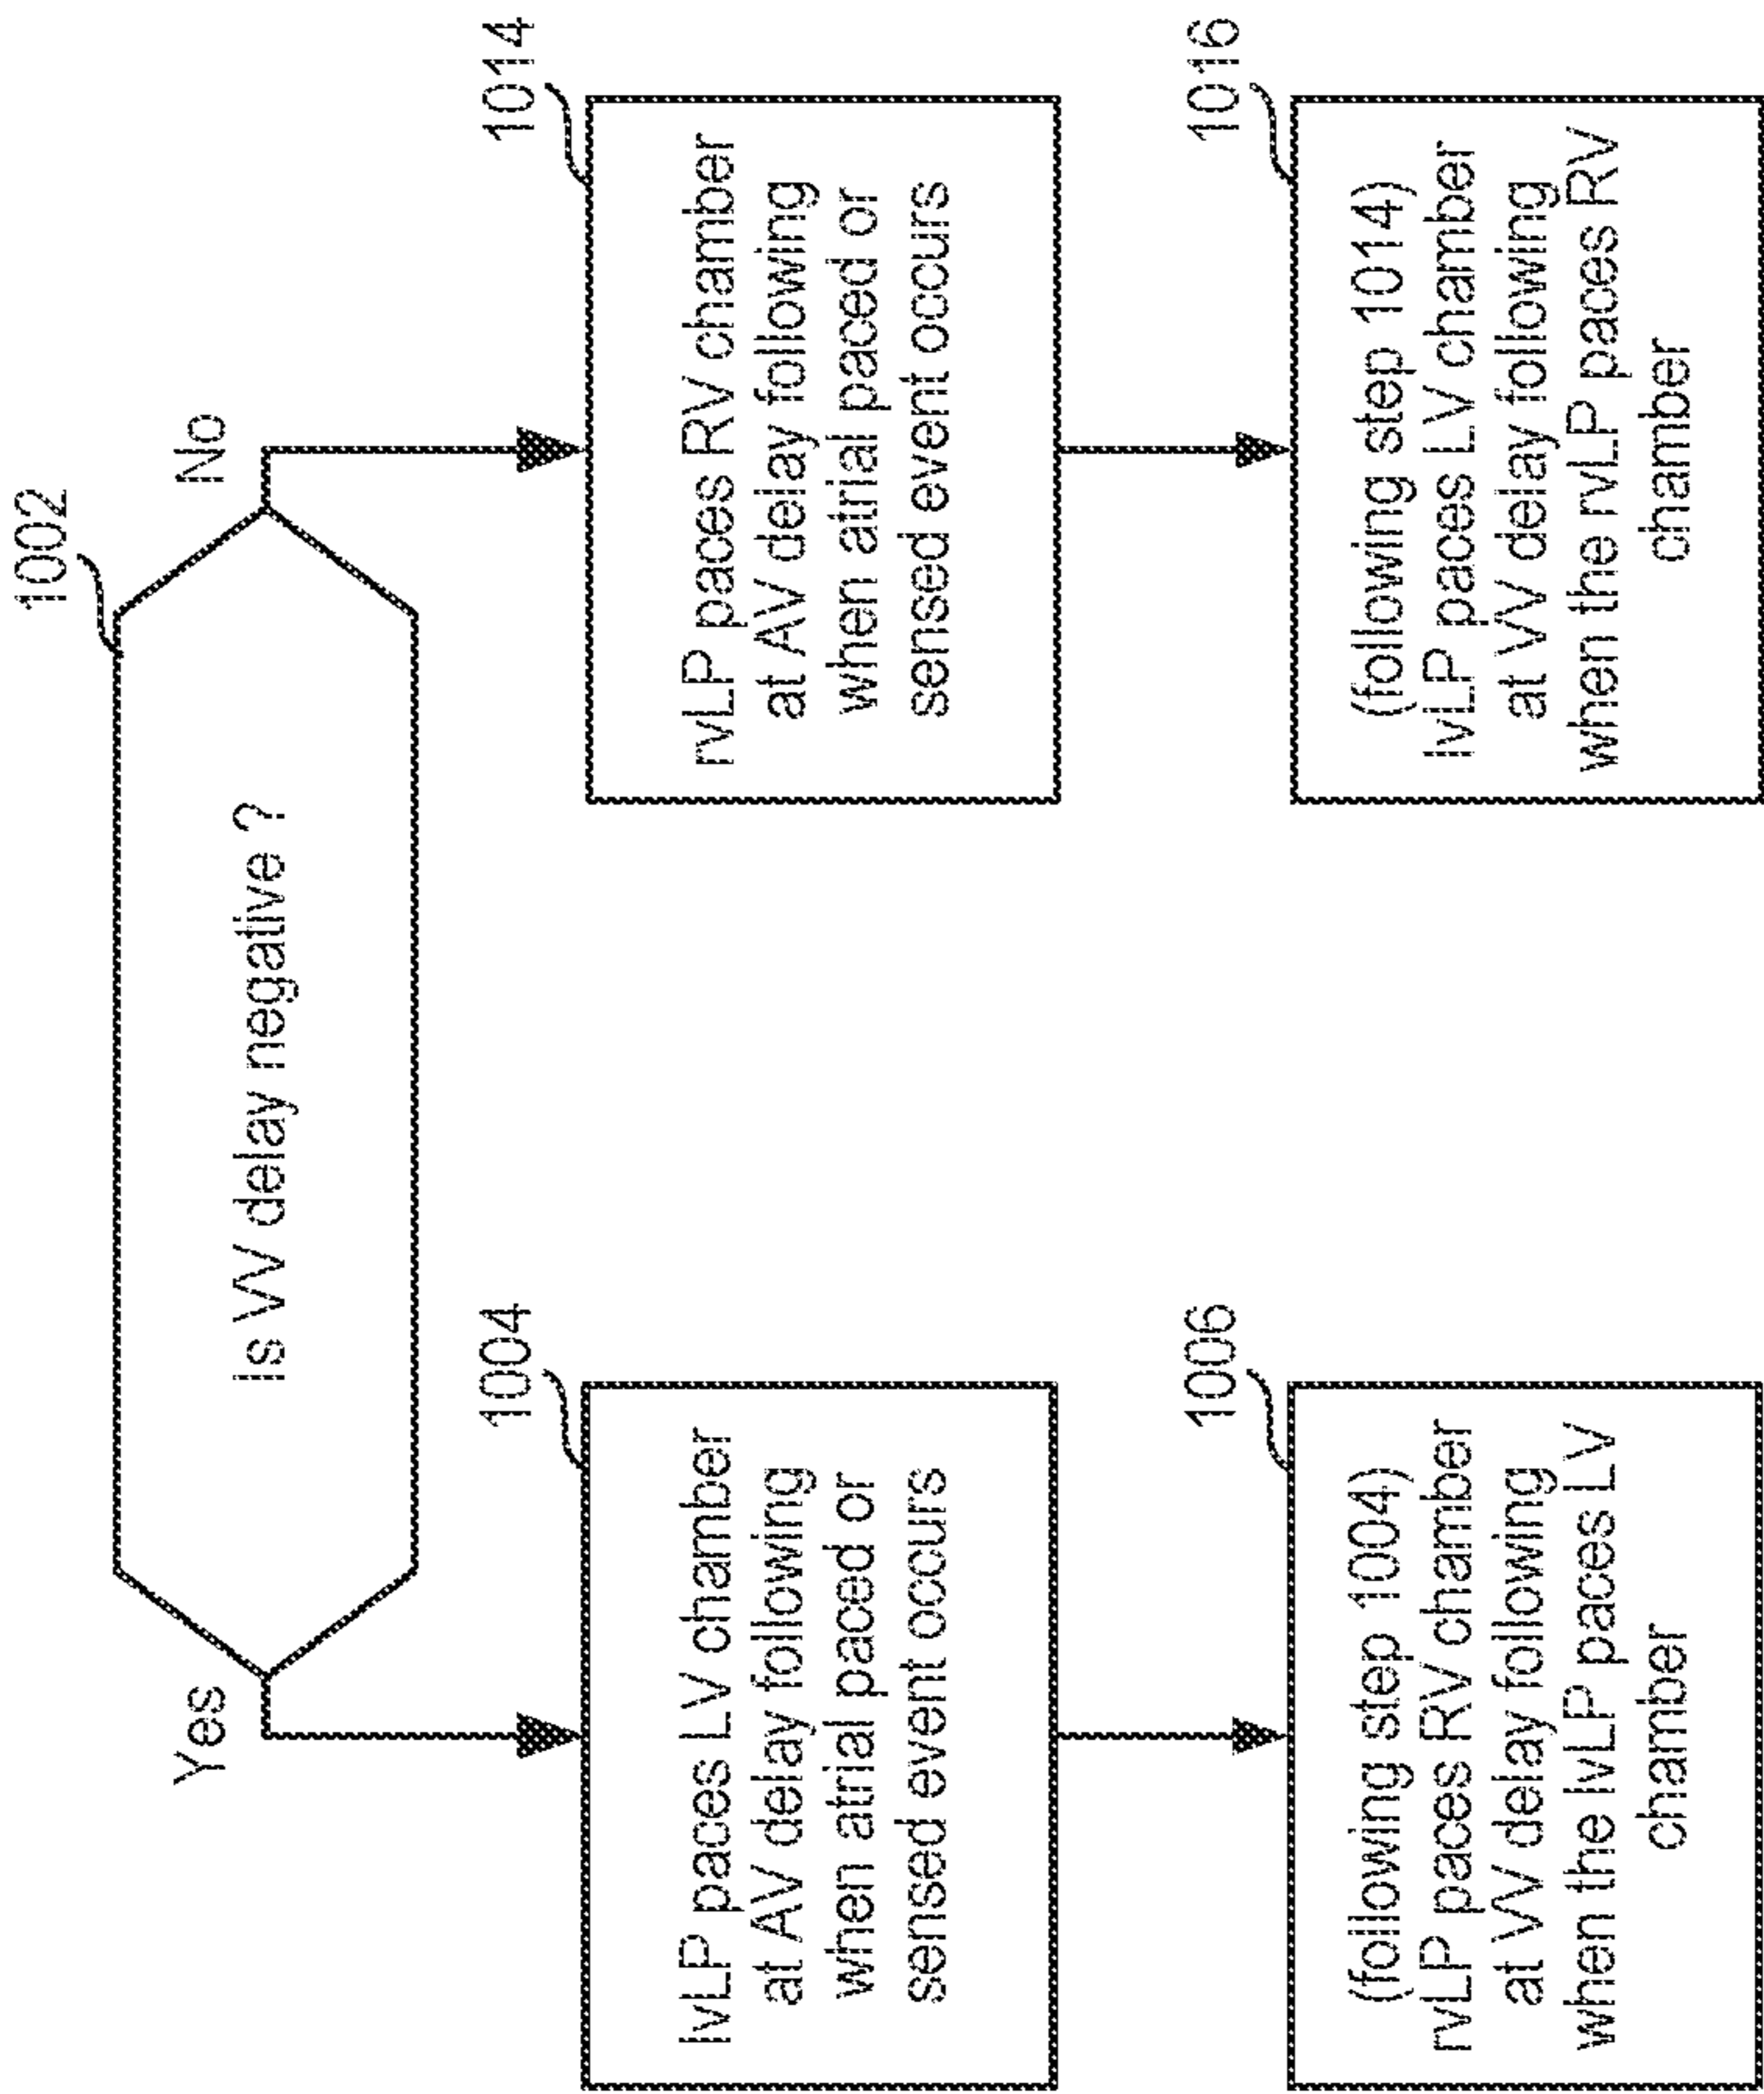 1002
Is VV delay negative ?
Yes
No
1004
lvLP paces LV chamber
at AV delay following
when atrial paced or
sensed event occurs
1014
rvLP paces RV chamber
at AV delay following
when atrial paced or
sensed event occurs
1006
(following step 1004)
rvLP paces RV chamber
at VV delay following
when the lvLP paces LV
chamber
1016
(following step 1014)
lvLP paces LV chamber
at VV delay following
when the rvLP paces RV
chamber